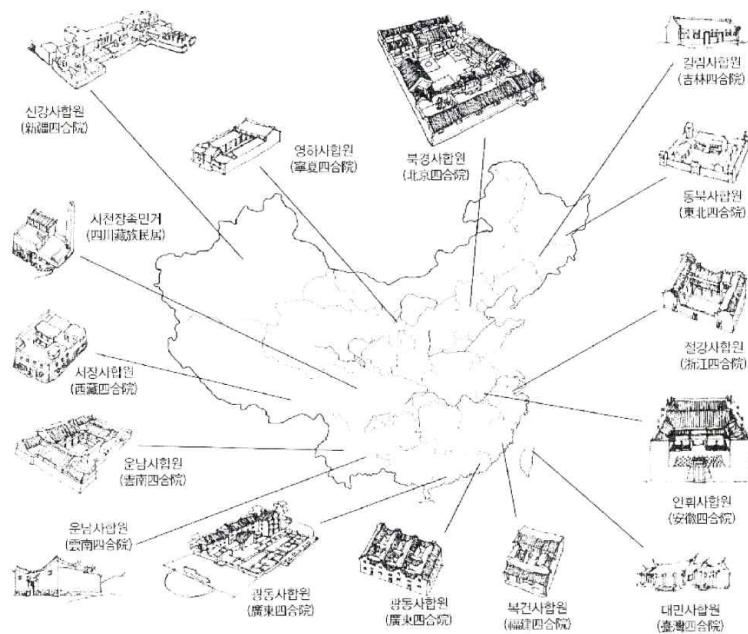 신강사합원
(新疆四合院)
영하사합원
(寧夏四合院)
북경사합원
(北京四合院)
길림사합원
(吉林四合院)
동북사합원
(東北四合院)
사천장족민거
(四川藏族民居)
절강사합원
(浙江四合院)
서장사합원
(西藏四合院)
운남사합원
(雲南四合院)
안휘사합원
(安徽四合院)
운남사합원
(雲南四合院)
광동사합원
(廣東四合院)
광동사합원
(廣東四合院)
복건사합원
(福建四合院)
대만사합원
(臺灣四合院)